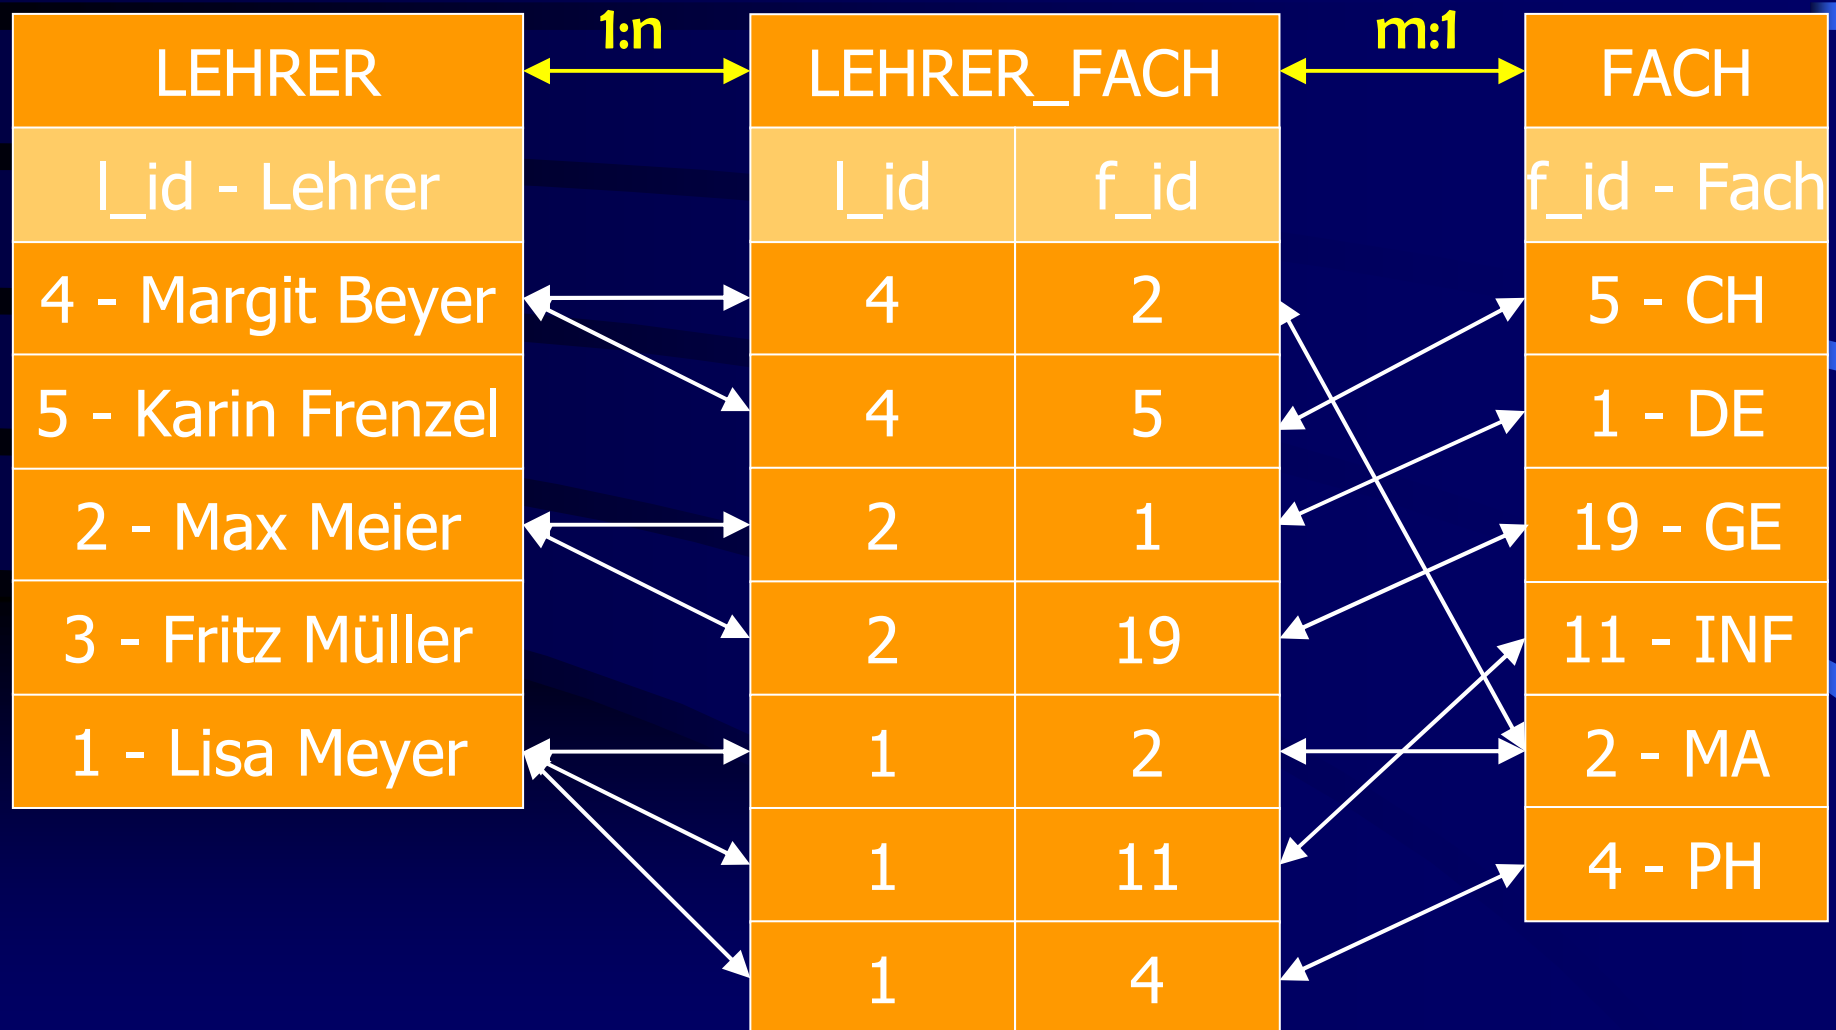 1:n
m:1
LEHRER
LEHRER_FACH
FACH
l_id - Lehrer
l_id
f_id
f_id - Fach
4 - Margit Beyer
4
2
5 - CH
5 - Karin Frenzel
4
5
1 - DE
2 - Max Meier
2
1
19 - GE
3 - Fritz Müller
2
19
11 - INF
1 - Lisa Meyer
1
2
2 - MA
1
11
4 - PH
1
4